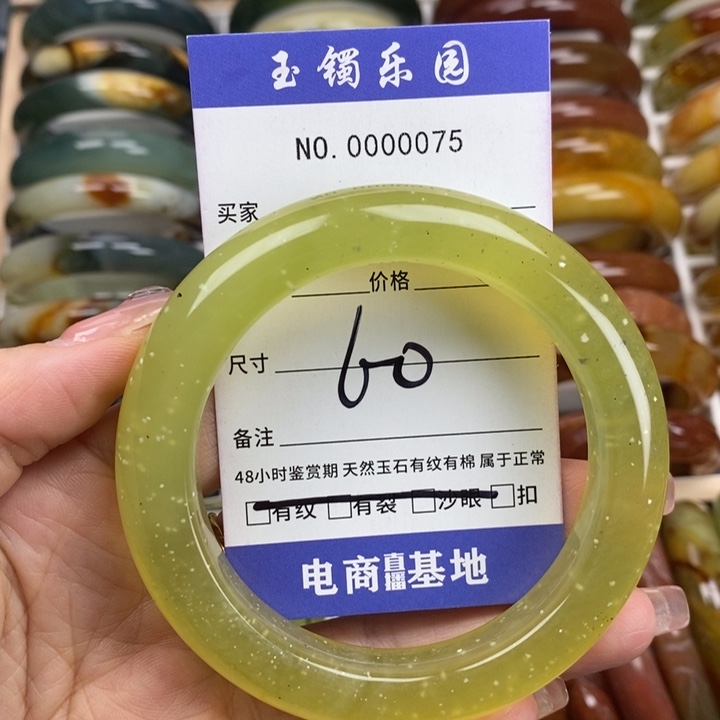 玉镯乐园
NO. 0000075
买家
价格
尺寸 60
备注
48小时鉴赏期 天然玉石有纹有棉 属于正常
□有纹 □有裂 □沙眼 □扣
电商直播基地